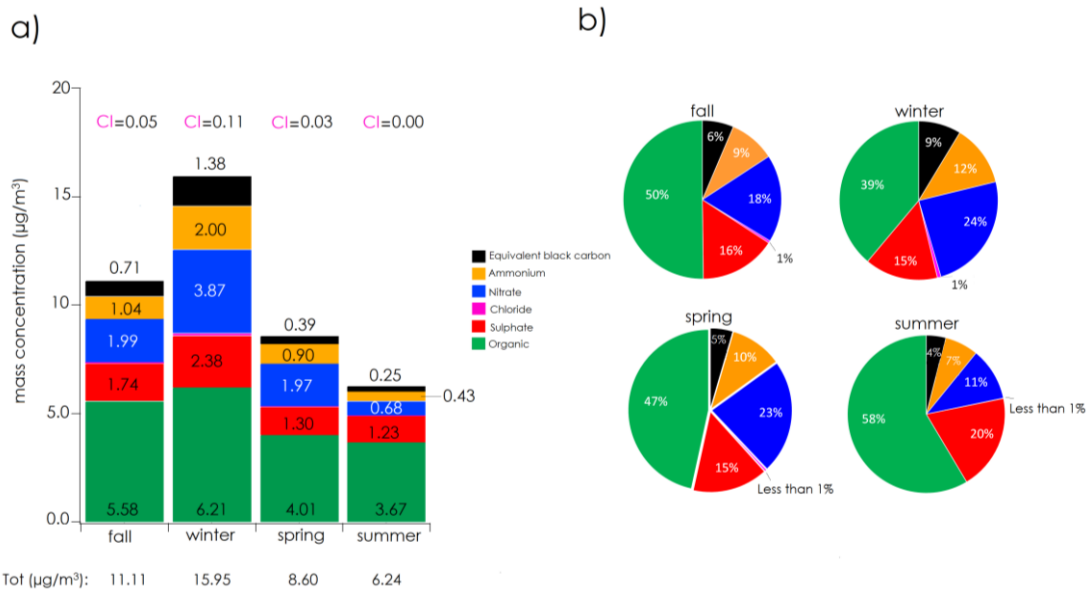 a)
mass concentration (µg/m³)
20
15
10
5.0
0.0
Cl=0.05
Cl=0.11
Cl=0.03
Cl=0.00
0.71
1.04
1.99
1.74
5.58
1.38
2.00
3.87
2.38
6.21
0.39
0.90
1.97
1.30
4.01
0.25
0.43
0.68
1.23
3.67
fall
winter
spring
summer
Tot (µg/m³): 11.11 15.95 8.60 6.24
Equivalent black carbon
Ammonium
Nitrate
Chloride
Sulphate
Organic
b)
fall
6%
9%
18%
1%
16%
50%
winter
9%
12%
24%
1%
15%
39%
spring
5%
10%
23%
Less than 1%
15%
47%
summer
4%
7%
11%
Less than 1%
20%
58%